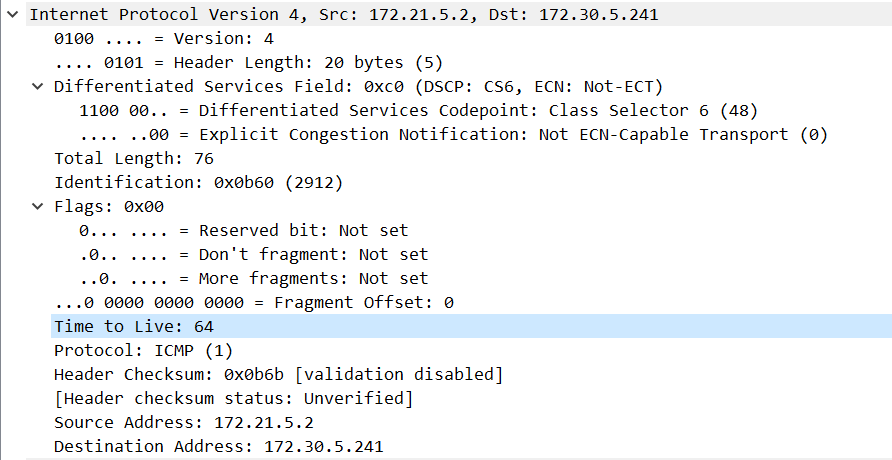 Internet Protocol Version 4, Src: 172.21.5.2, Dst: 172.30.5.241
0100 .... = Version: 4
.... 0101 = Header Length: 20 bytes (5)
Differentiated Services Field: 0xc0 (DSCP: CS6, ECN: Not-ECT)
1100 00.. = Differentiated Services Codepoint: Class Selector 6 (48)
.... ..00 = Explicit Congestion Notification: Not ECN-Capable Transport (0)
Total Length: 76
Identification: 0x0b60 (2912)
Flags: 0x00
0... .... = Reserved bit: Not set
.0.. .... = Don't fragment: Not set
..0. .... = More fragments: Not set
...0 0000 0000 0000 = Fragment Offset: 0
Time to Live: 64
Protocol: ICMP (1)
Header Checksum: 0x0b6b [validation disabled]
[Header checksum status: Unverified]
Source Address: 172.21.5.2
Destination Address: 172.30.5.241